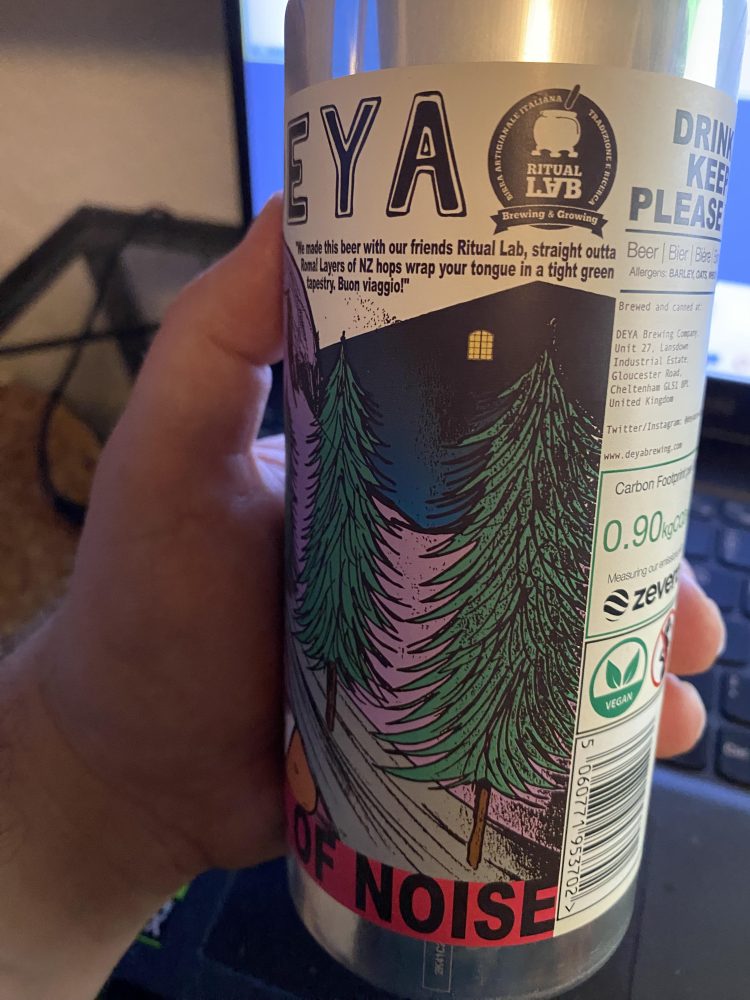 EYA
BIRRA ARTIGIANALE ITALIANA
TRADIZIONE E RICERCA
RITUAL
LAB
Brewing & Growing
"We made this beer with our friends Ritual Lab, straight outta
Roma! Layers of NZ hops wrap your tongue in a tight green
tapestry. Buon viaggio!"
OF NOISE
DRINK
KEEP
PLEASE
Beer | Bier | Bière |
Allergens: BARLEY, OATS,
Brewed and canned at:
DEYA Brewing Company,
Unit 27, Lansdown
Industrial Estate,
Gloucester Road,
Cheltenham GL51 8PL
United Kingdom
Twitter/Instagram:
www.deyabrewing.com
Carbon Footprint
0.90kgCO
Measuring our emissions
zevero
VEGAN
5 060771 953702 >